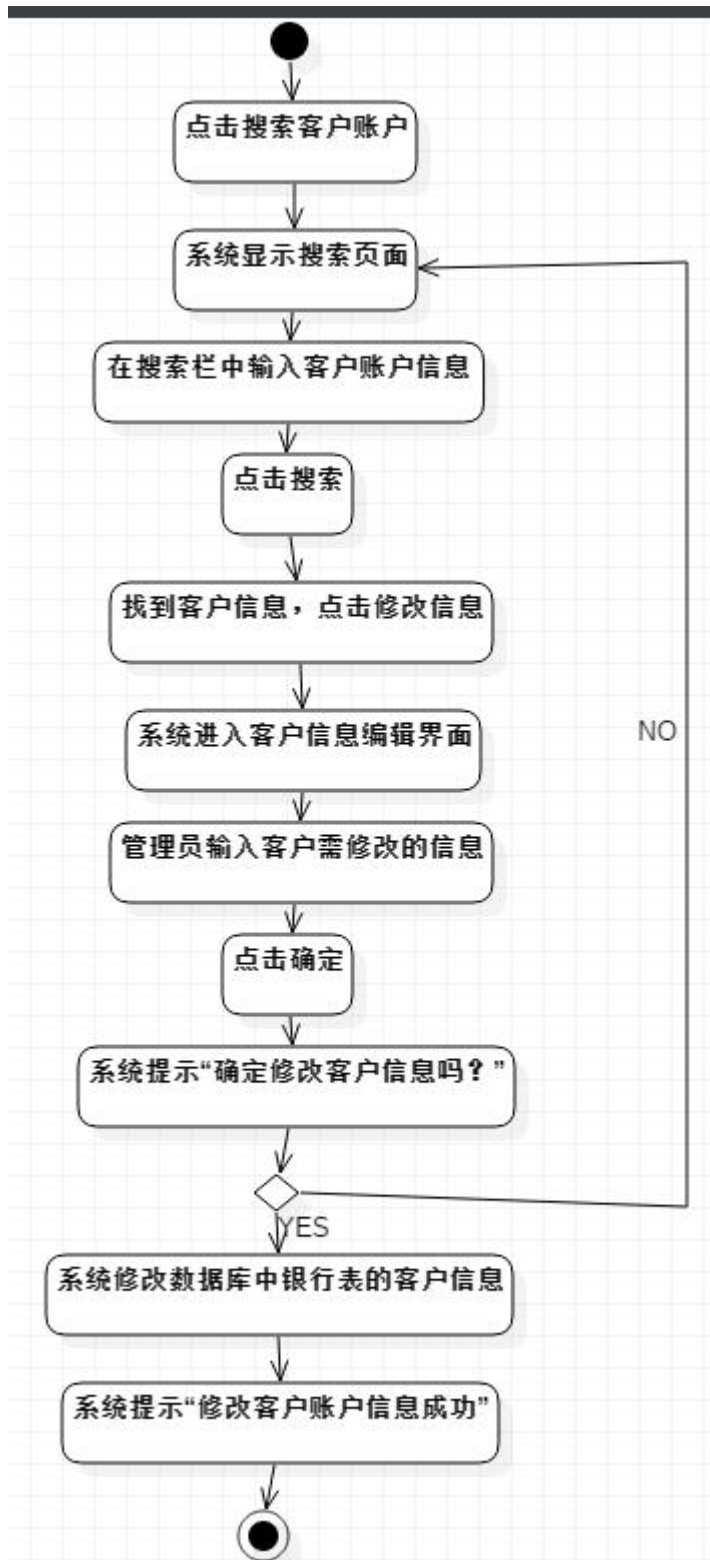 点击搜索客户账户
系统显示搜索页面
在搜索栏中输入客户账户信息
点击搜索
找到客户信息，点击修改信息
系统进入客户信息编辑界面
NO
管理员输入客户需修改的信息
点击确定
系统提示“确定修改客户信息吗？”
YES
系统修改数据库中银行表的客户信息
系统提示“修改客户账户信息成功”